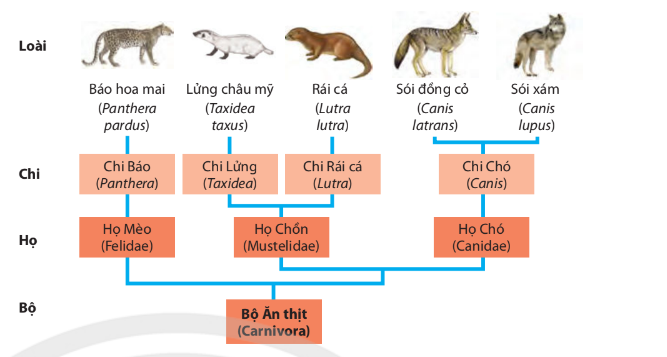 Loài
Báo hoa mai
(Panthera
pardus)
Lửng châu mỹ
(Taxidea
taxus)
Rái cá
(Lutra
lutra)
Sói đồng cỏ
(Canis
latrans)
Sói xám
(Canis
lupus)
Chi
Chi Báo
(Panthera)
Chi Lửng
(Taxidea)
Chi Rái cá
(Lutra)
Chi Chó
(Canis)
Họ
Họ Mèo
(Felidae)
Họ Chồn
(Mustelidae)
Họ Chó
(Canidae)
Bộ
Bộ Ăn thịt
(Carnivora)